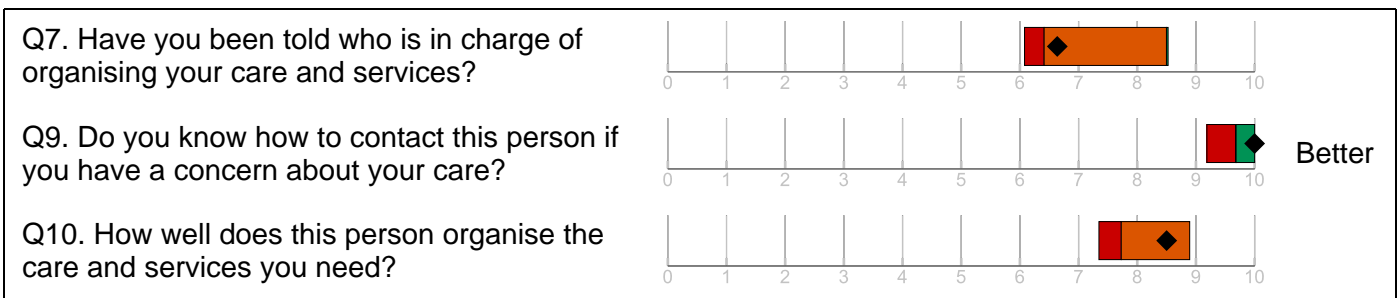 Q7. Have you been told who is in charge of
organising your care and services?
0 1 2 3 4 5 6 7 8 9 10
Q9. Do you know how to contact this person if
you have a concern about your care?
Better
0 1 2 3 4 5 6 7 8 9 10
Q10. How well does this person organise the
care and services you need?
0 1 2 3 4 5 6 7 8 9 10